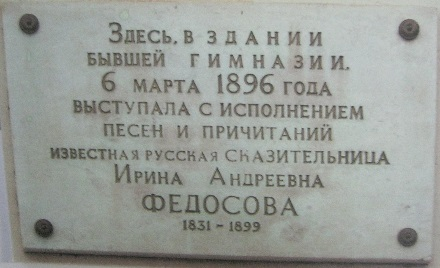 Здесь, в здании
бывшей гимназии.
6 марта 1896 года
выступала с исполнением
песен и причитаний
известная русская сказительница
Ирина Андреевна
Федосова
1831 - 1899